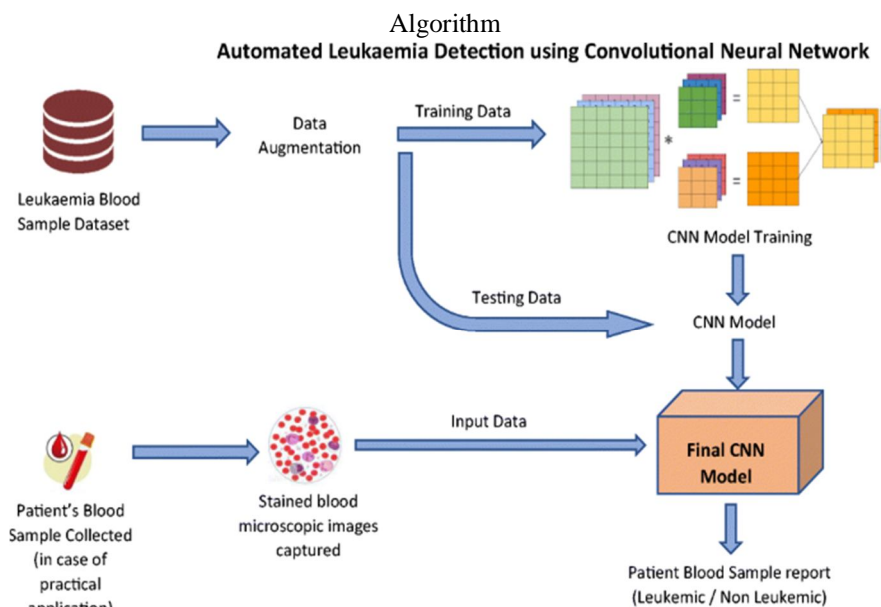 Algorithm
Automated Leukaemia Detection using Convolutional Neural Network
Training Data
=
Data
Augmentation
*
=
Leukaemia Blood
Sample Dataset
CNN Model Training
Testing Data
CNN Model
Input Data
Final CNN
Model
Patient's Blood
Sample Collected
(in case of
practical
application)
Stained blood
microscopic images
captured
Patient Blood Sample report
(Leukemic / Non Leukemic)